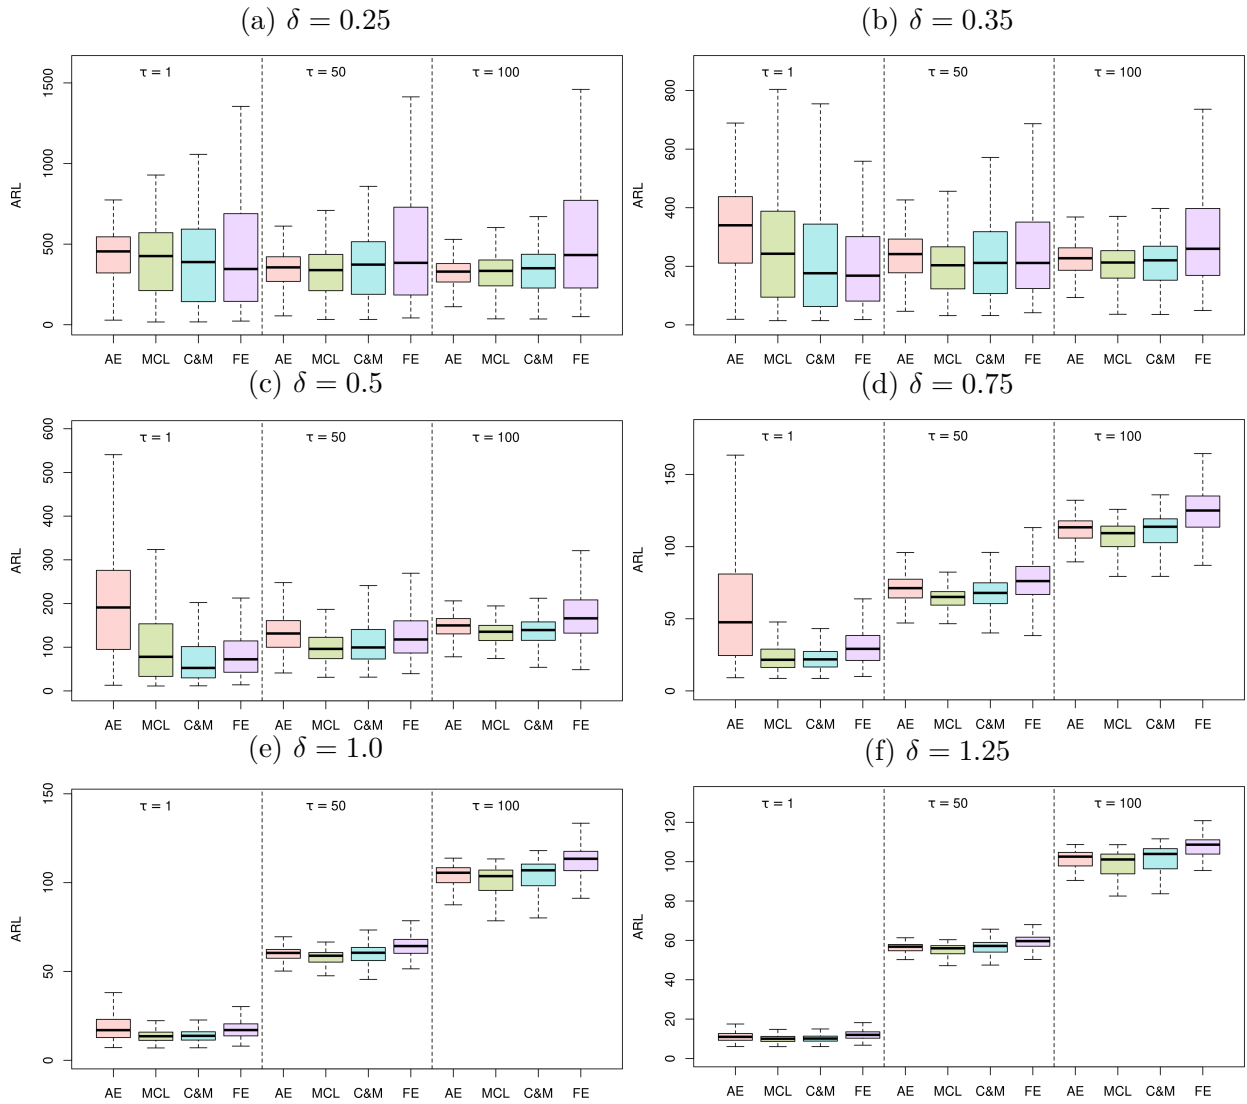 (a) δ = 0.25
τ = 1 τ = 50 τ = 100
ARL
0 500 1000 1500
AE MCL C&M FE AE MCL C&M FE AE MCL C&M FE
(b) δ = 0.35
τ = 1 τ = 50 τ = 100
ARL
0 200 400 600 800
AE MCL C&M FE AE MCL C&M FE AE MCL C&M FE
(c) δ = 0.5
τ = 1 τ = 50 τ = 100
ARL
0 100 200 300 400 500 600
AE MCL C&M FE AE MCL C&M FE AE MCL C&M FE
(d) δ = 0.75
τ = 1 τ = 50 τ = 100
ARL
0 50 100 150
AE MCL C&M FE AE MCL C&M FE AE MCL C&M FE
(e) δ = 1.0
τ = 1 τ = 50 τ = 100
ARL
0 50 100 150
AE MCL C&M FE AE MCL C&M FE AE MCL C&M FE
(f) δ = 1.25
τ = 1 τ = 50 τ = 100
ARL
0 20 40 60 80 100 120
AE MCL C&M FE AE MCL C&M FE AE MCL C&M FE